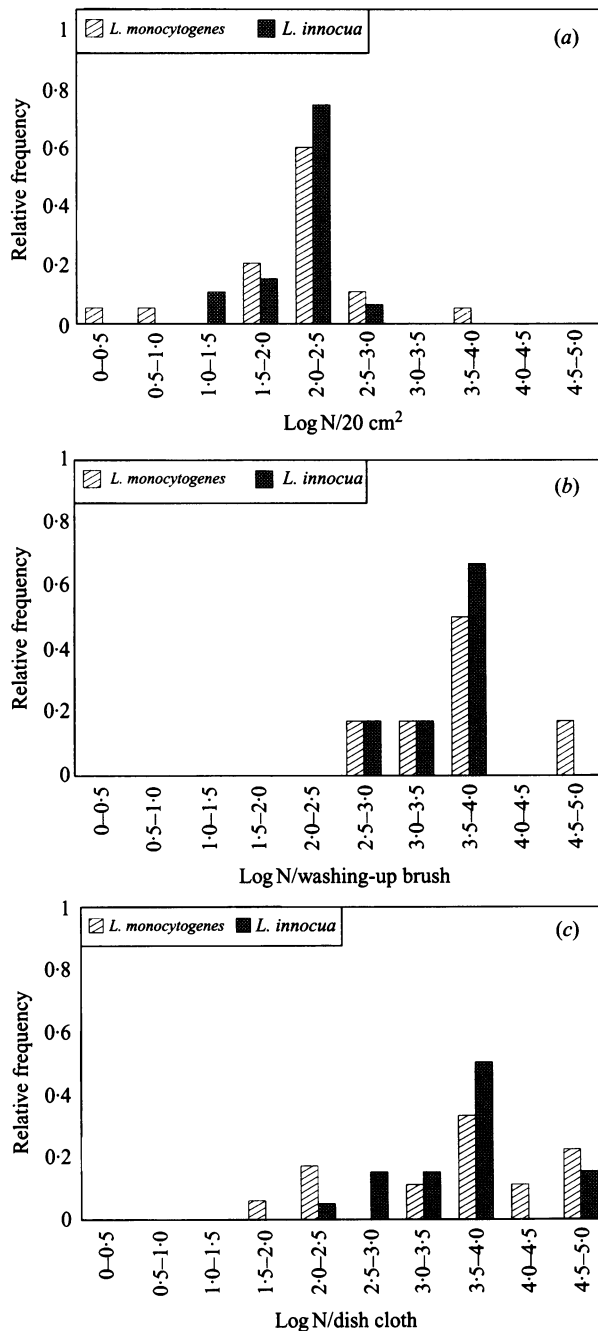 L. monocytogenes L. innocua (a)
Relative frequency
1
0·8
0·6
0·4
0·2
0
0–0·5 0·5–1·0 1·0–1·5 1·5–2·0 2·0–2·5 2·5–3·0 3·0–3·5 3·5–4·0 4·0–4·5 4·5–5·0
Log N/20 cm²
L. monocytogenes L. innocua (b)
Relative frequency
1
0·8
0·6
0·4
0·2
0
0–0·5 0·5–1·0 1·0–1·5 1·5–2·0 2·0–2·5 2·5–3·0 3·0–3·5 3·5–4·0 4·0–4·5 4·5–5·0
Log N/washing-up brush
L. monocytogenes L. innocua (c)
Relative frequency
1
0·8
0·6
0·4
0·2
0
0–0·5 0·5–1·0 1·0–1·5 1·5–2·0 2·0–2·5 2·5–3·0 3·0–3·5 3·5–4·0 4·0–4·5 4·5–5·0
Log N/dish cloth